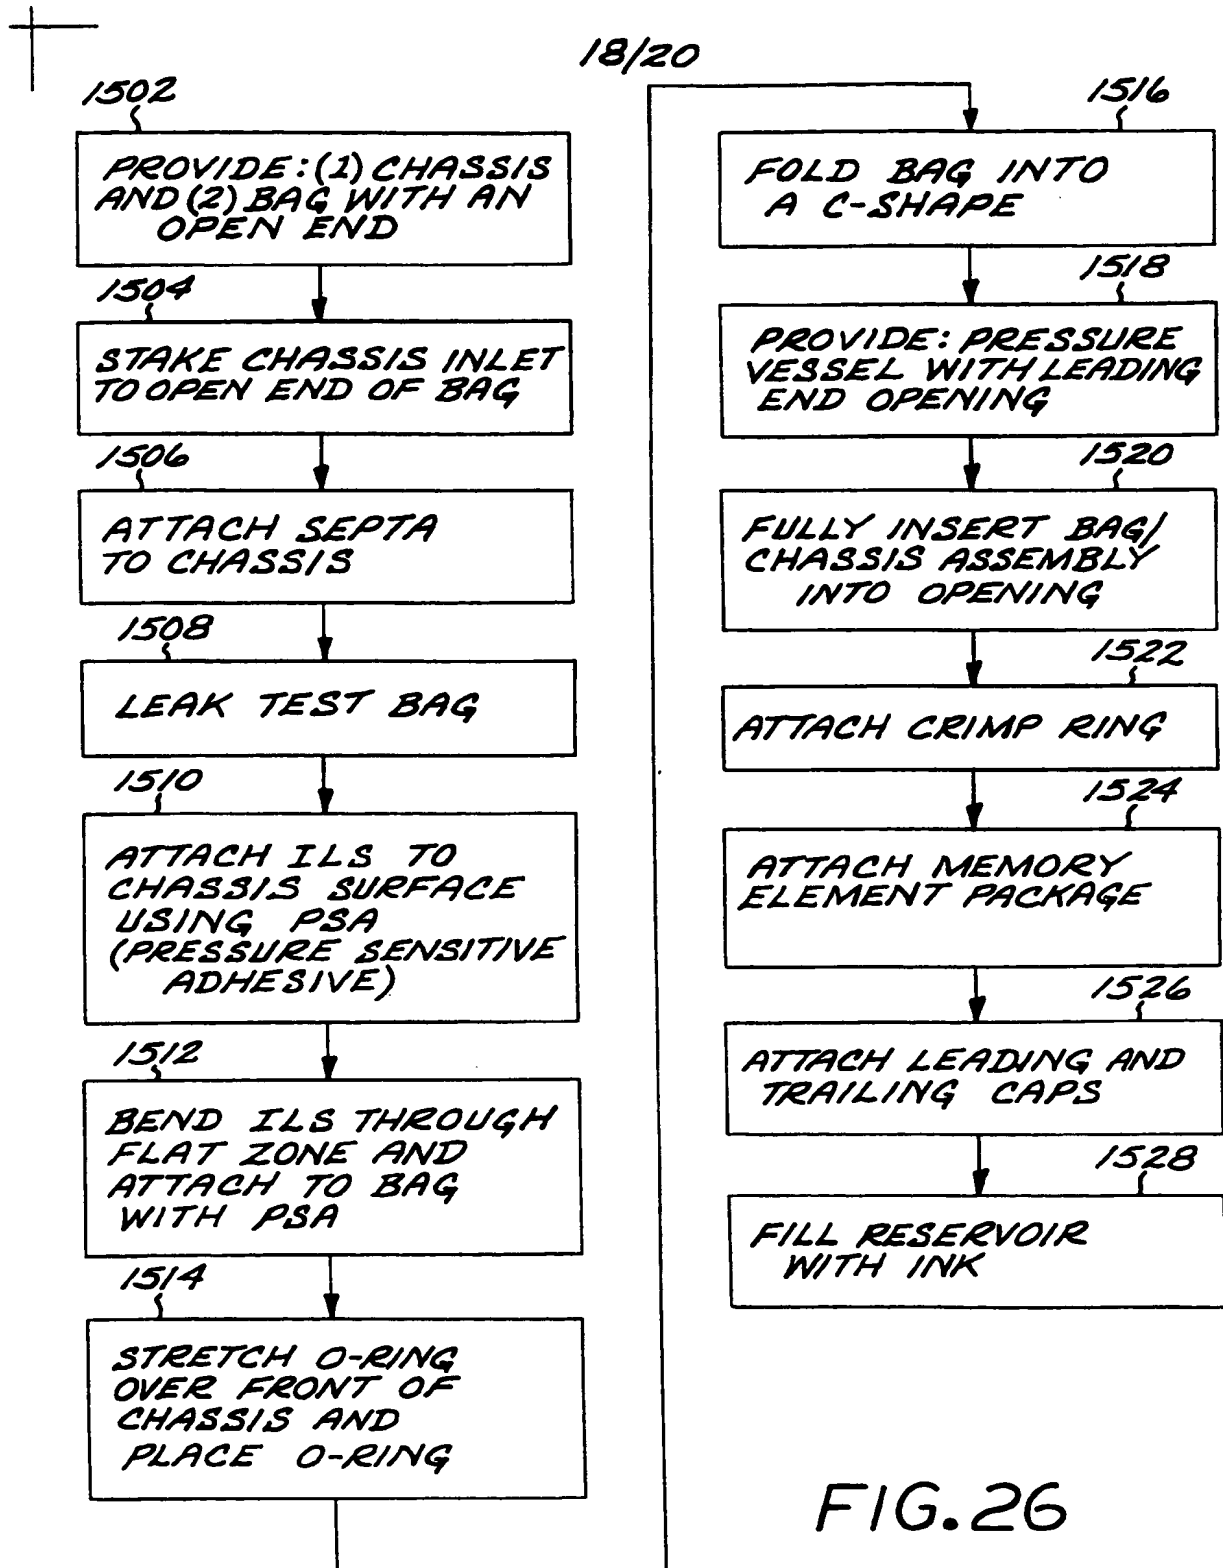 18/20
1502
PROVIDE: (1) CHASSIS
AND (2) BAG WITH AN
OPEN END
1504
STAKE CHASSIS INLET
TO OPEN END OF BAG
1506
ATTACH SEPTA
TO CHASSIS
1508
LEAK TEST BAG
1510
ATTACH ILS TO
CHASSIS SURFACE
USING PSA
(PRESSURE SENSITIVE
ADHESIVE)
1512
BEND ILS THROUGH
FLAT ZONE AND
ATTACH TO BAG
WITH PSA
1514
STRETCH O-RING
OVER FRONT OF
CHASSIS AND
PLACE O-RING
1516
FOLD BAG INTO
A C-SHAPE
1518
PROVIDE: PRESSURE
VESSEL WITH LEADING
END OPENING
1520
FULLY INSERT BAG/
CHASSIS ASSEMBLY
INTO OPENING
1522
ATTACH CRIMP RING
1524
ATTACH MEMORY
ELEMENT PACKAGE
1526
ATTACH LEADING AND
TRAILING CAPS
1528
FILL RESERVOIR
WITH INK
FIG. 26